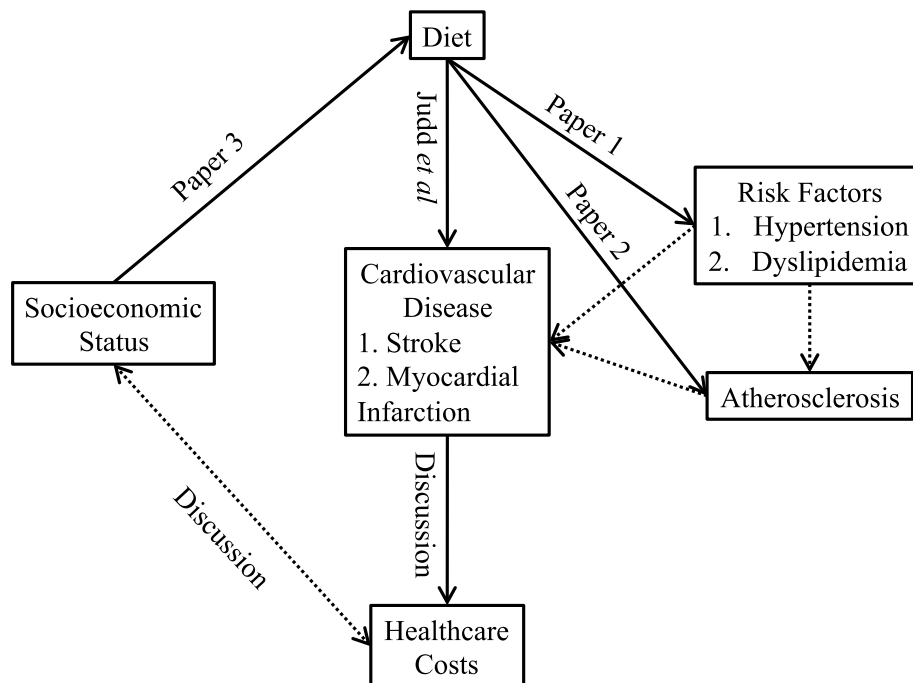 Diet
Paper 3
Judd et al
Paper 1
Paper 2
Risk Factors
1. Hypertension
2. Dyslipidemia
Cardiovascular
Disease
1. Stroke
2. Myocardial
Infarction
Socioeconomic
Status
Atherosclerosis
Discussion
Discussion
Healthcare
Costs